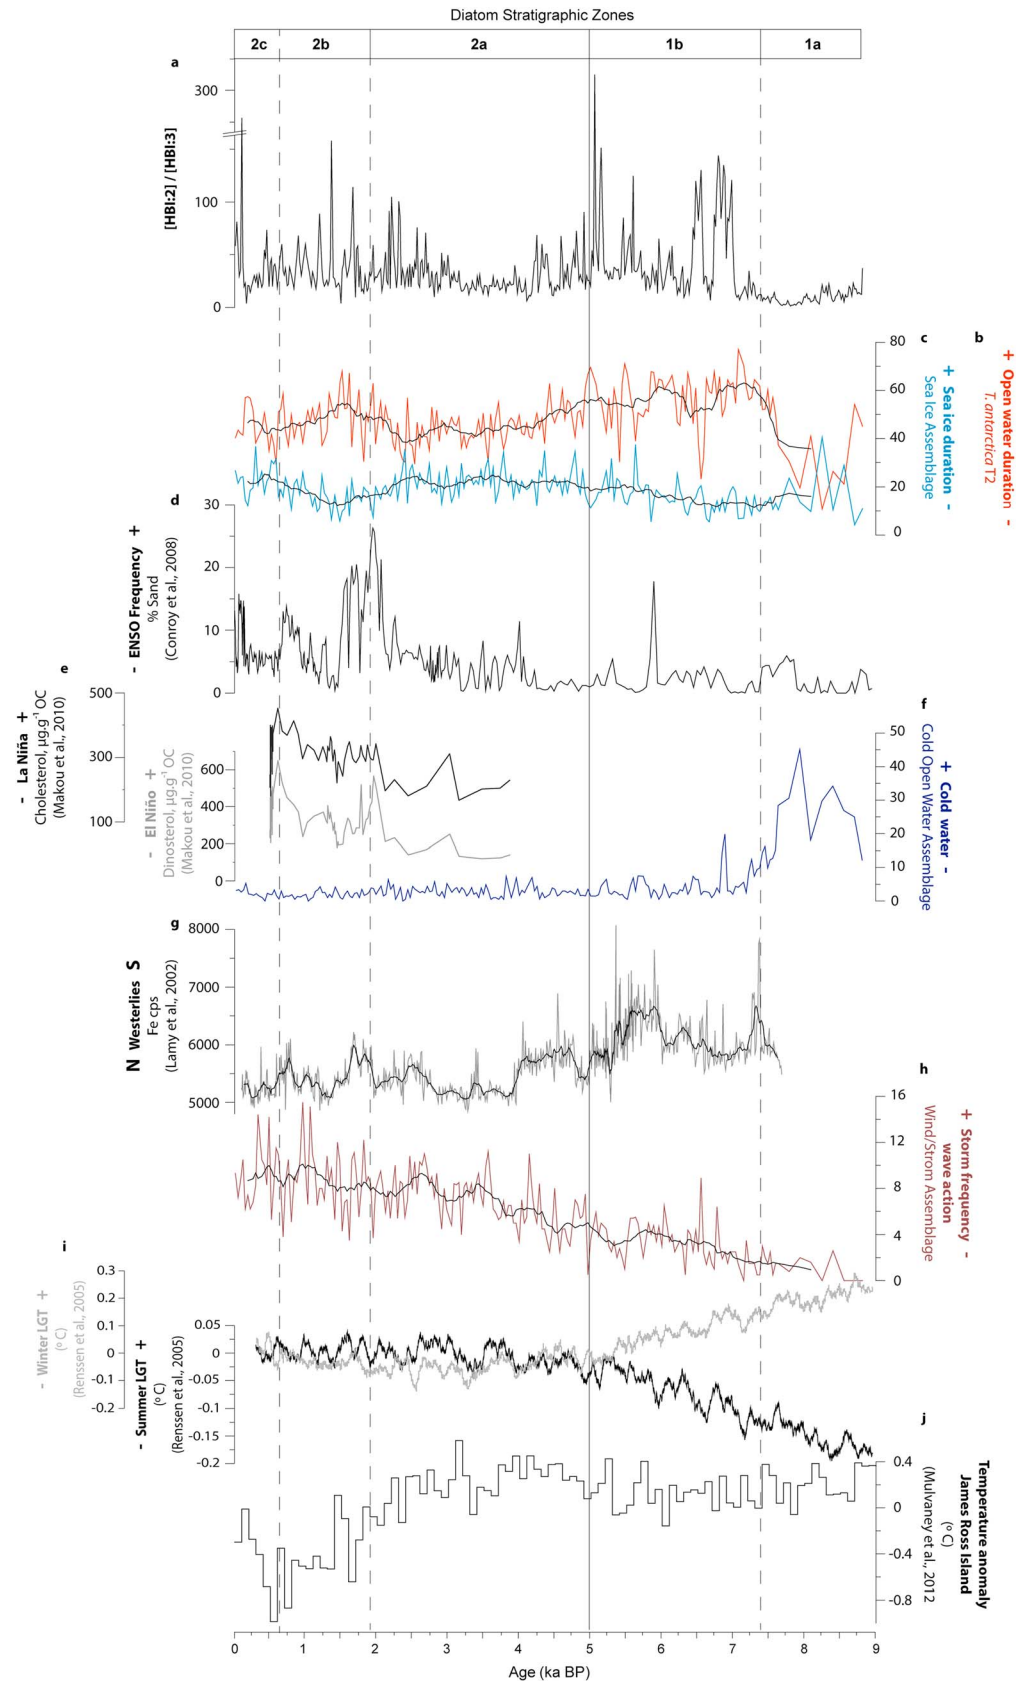 Diatom Stratigraphic Zones
2c 2b 2a 1b 1a
a
300
100
0
[HBI:2] / [HBI:3]
80
60
40
20
0
c
+ Sea ice duration -
Sea Ice Assemblage
b
+ Open water duration -
T. antarctica T2
d
30
20
10
0
- ENSO Frequency +
% Sand
(Conroy et al., 2008)
e
500
300
100
- La Niña +
Cholesterol, µg.g-1 OC
(Makou et al., 2010)
600
400
200
0
- El Niño +
Dinosterol, µg.g-1 OC
(Makou et al., 2010)
f
50
40
30
20
10
0
+ Cold water -
Cold Open Water Assemblage
g
8000
7000
6000
5000
N Westerlies S
Fe cps
(Lamy et al., 2002)
h
16
12
8
4
0
+ Storm frequency -
wave action
Wind/Strom Assemblage
i
0.3
0.2
0.1
0
-0.1
-0.2
- Winter LGT +
(º C)
(Renssen et al., 2005)
0.05
0
-0.05
-0.1
-0.15
-0.2
- Summer LGT +
(º C)
(Renssen et al., 2005)
j
0.4
0
-0.4
-0.8
Temperature anomaly
James Ross Island
(º C)
(Mulvaney et al., 2012
0 1 2 3 4 5 6 7 8 9
Age (ka BP)